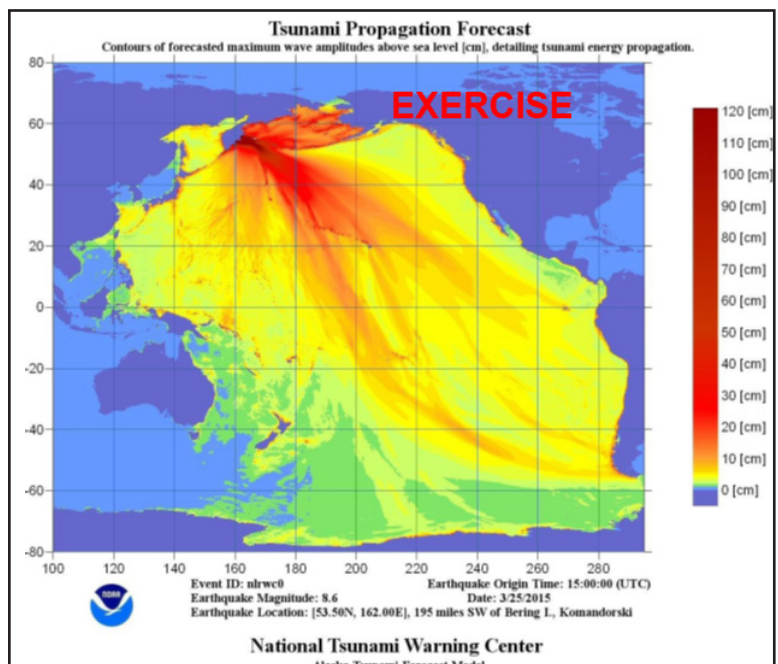 Tsunami Propagation Forecast
Contours of forecasted maximum wave amplitudes above sea level [cm], detailing tsunami energy propagation.
EXERCISE
80
60
40
20
0
-20
-40
-60
-80
100 120 140 160 180 200 220 240 260 280
120 [cm]
110 [cm]
100 [cm]
90 [cm]
80 [cm]
70 [cm]
60 [cm]
50 [cm]
40 [cm]
30 [cm]
20 [cm]
10 [cm]
0 [cm]
NOAA
Event ID: nlrwc0 Earthquake Origin Time: 15:00:00 (UTC)
Earthquake Magnitude: 8.6 Date: 3/25/2015
Earthquake Location: [53.50N, 162.00E], 195 miles SW of Bering I., Komandorski
National Tsunami Warning Center
Alaska Tsunami Forecast Model